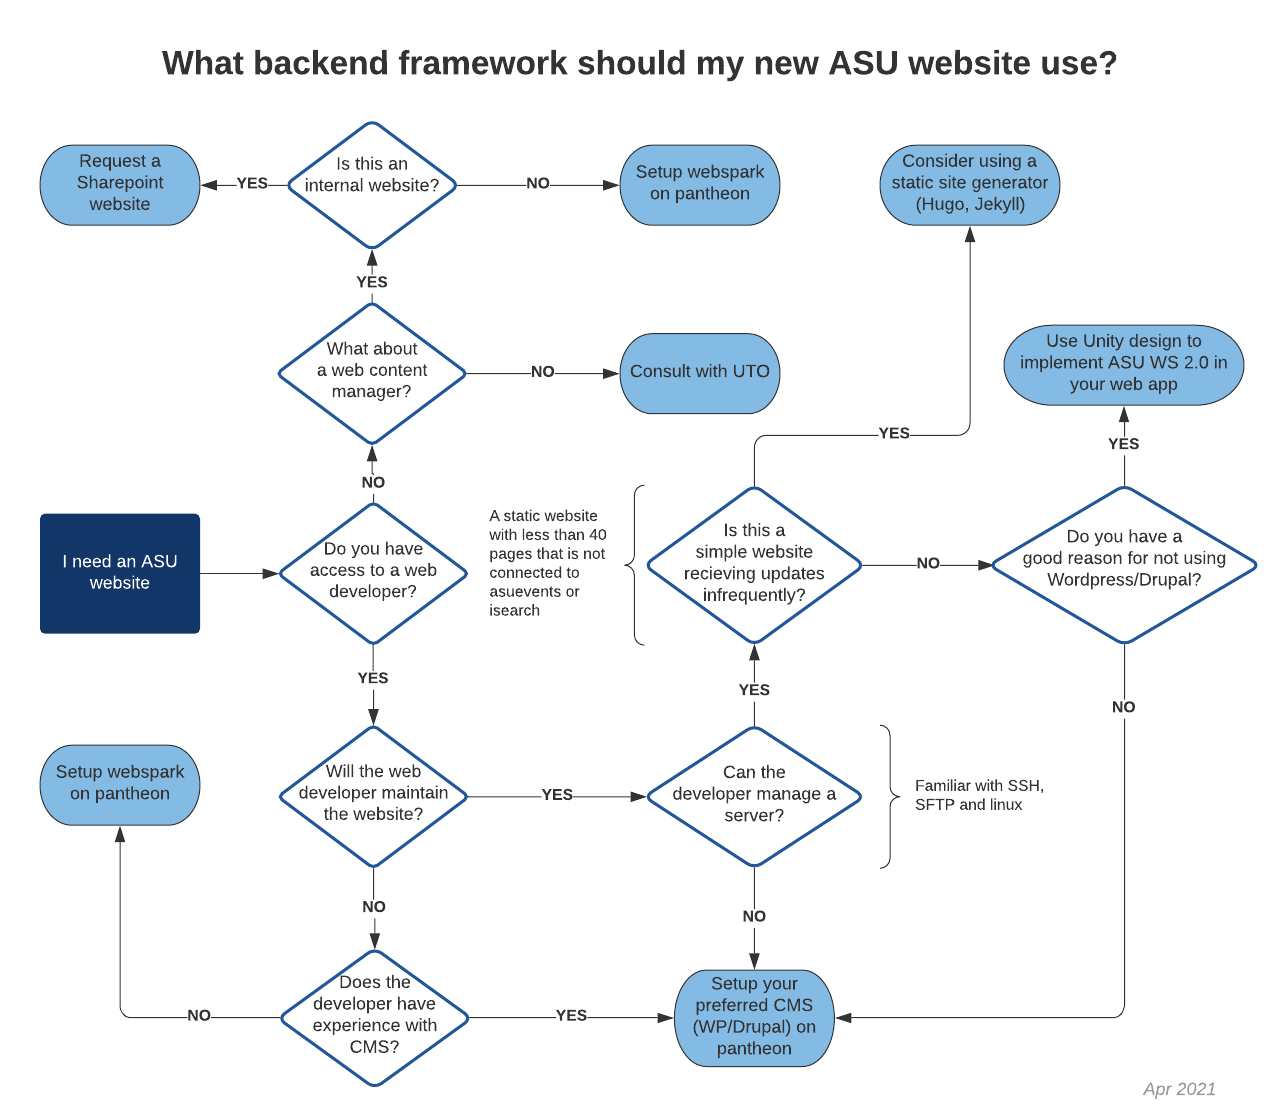 What backend framework should my new ASU website use?
Request a
Sharepoint
website
YES
Is this an
internal website?
NO
Setup webspark
on pantheon
Consider using a
static site generator
(Hugo, Jekyll)
YES
What about
a web content
manager?
NO
Consult with UTO
Use Unity design to
implement ASU WS 2.0 in
your web app
YES
YES
NO
I need an ASU
website
Do you have
access to a web
developer?
A static website
with less than 40
pages that is not
connected to
asuevents or
isearch
Is this a
simple website
recieving updates
infrequently?
NO
Do you have a
good reason for not using
Wordpress/Drupal?
YES
YES
NO
Setup webspark
on pantheon
Will the web
developer maintain
the website?
YES
Can the
developer manage a
server?
Familiar with SSH,
SFTP and linux
NO
NO
NO
Does the
developer have
experience with
CMS?
YES
Setup your
preferred CMS
(WP/Drupal) on
pantheon
Apr 2021